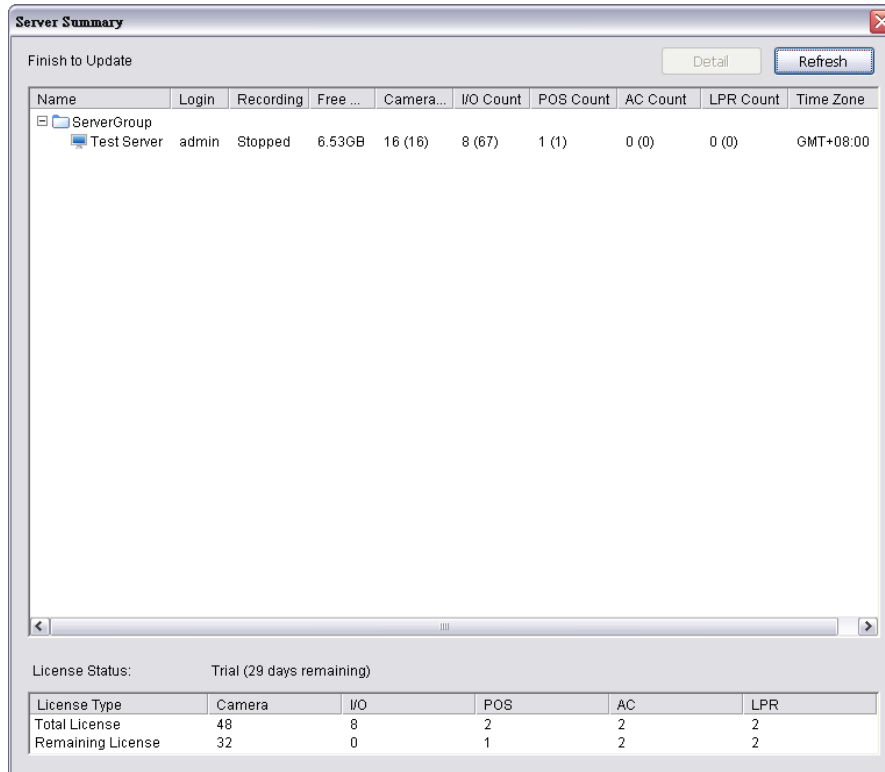 Server Summary
Finish to Update Detail Refresh
Name Login Recording Free ... Camera... I/O Count POS Count AC Count LPR Count Time Zone
ServerGroup
Test Server admin Stopped 6.53GB 16 (16) 8 (67) 1 (1) 0 (0) 0 (0) GMT+08:00
License Status: Trial (29 days remaining)
License Type Camera I/O POS AC LPR
Total License 48 8 2 2 2
Remaining License 32 0 1 2 2